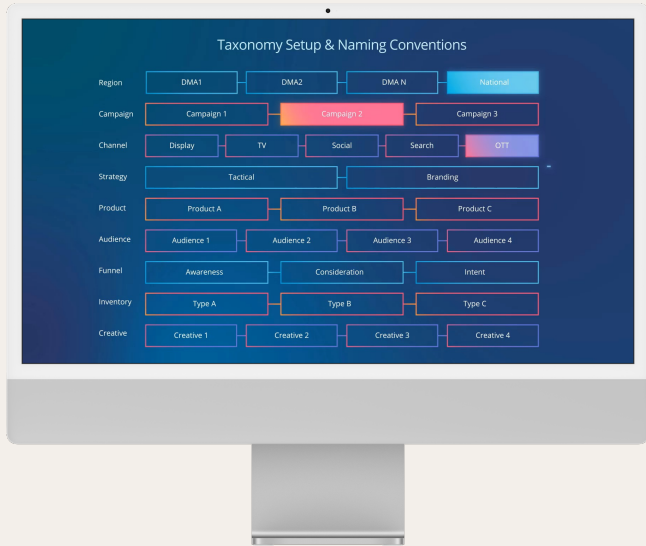 Taxonomy Setup & Naming Conventions
Region DMA1 DMA2 DMA N National
Campaign Campaign 1 Campaign 2 Campaign 3
Channel Display TV Social Search OTT
Strategy Tactical Branding
Product Product A Product B Product C
Audience Audience 1 Audience 2 Audience 3 Audience 4
Funnel Awareness Consideration Intent
Inventory Type A Type B Type C
Creative Creative 1 Creative 2 Creative 3 Creative 4